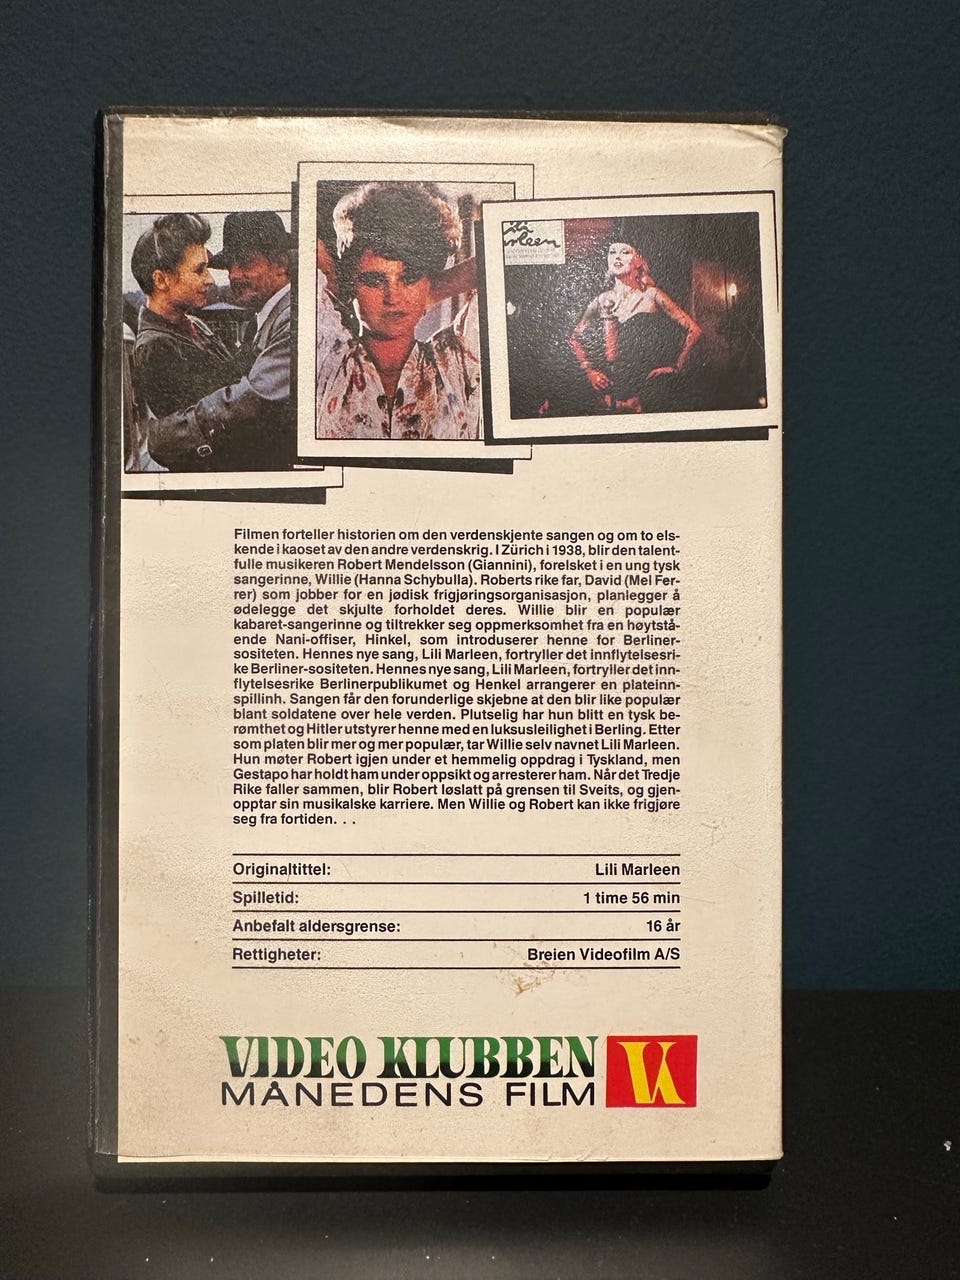 Lili
Marleen
Filmen forteller historien om den verdenskjente sangen og om to els-
kende i kaoset av den andre verdenskrig. I Zürich i 1938, blir den talent-
fulle musikeren Robert Mendelsson (Giannini), forelsket i en ung tysk
sangerinne, Willie (Hanna Schybulla). Roberts rike far, David (Mel Fer-
rer) som jobber for en jødisk frigjøringsorganisasjon, planlegger å
ødelegge det skjulte forholdet deres. Willie blir en populær
kabaret-sangerinne og tiltrekker seg oppmerksomhet fra en høytstå-
ende Nani-offiser, Hinkel, som introduserer henne for Berliner-
sositeten. Hennes nye sang, Lili Marleen, fortryller det innflytelsesri-
ke Berliner-sositeten. Hennes nye sang, Lili Marleen, fortryller det inn-
flytelsesrike Berlinerpublikumet og Henkel arrangerer en plateinn-
spillinh. Sangen får den forunderlige skjebne at den blir like populær
blant soldatene over hele verden. Plutselig har hun blitt en tysk be-
rømthet og Hitler utstyrer henne med en luksusleilighet i Berling. Etter
som platen blir mer og mer populær, tar Willie selv navnet Lili Marleen.
Hun møter Robert igjen under et hemmelig oppdrag i Tyskland, men
Gestapo har holdt ham under oppsikt og arresterer ham. Når det Tredje
Rike faller sammen, blir Robert løslatt på grensen til Sveits, og gjen-
opptar sin musikalske karriere. Men Willie og Robert kan ikke frigjøre
seg fra fortiden. . .
Originaltittel: Lili Marleen
Spilletid: 1 time 56 min
Anbefalt aldersgrense: 16 år
Rettigheter: Breien Videofilm A/S
VIDEO KLUBBEN
MÅNEDENS FILM
VK